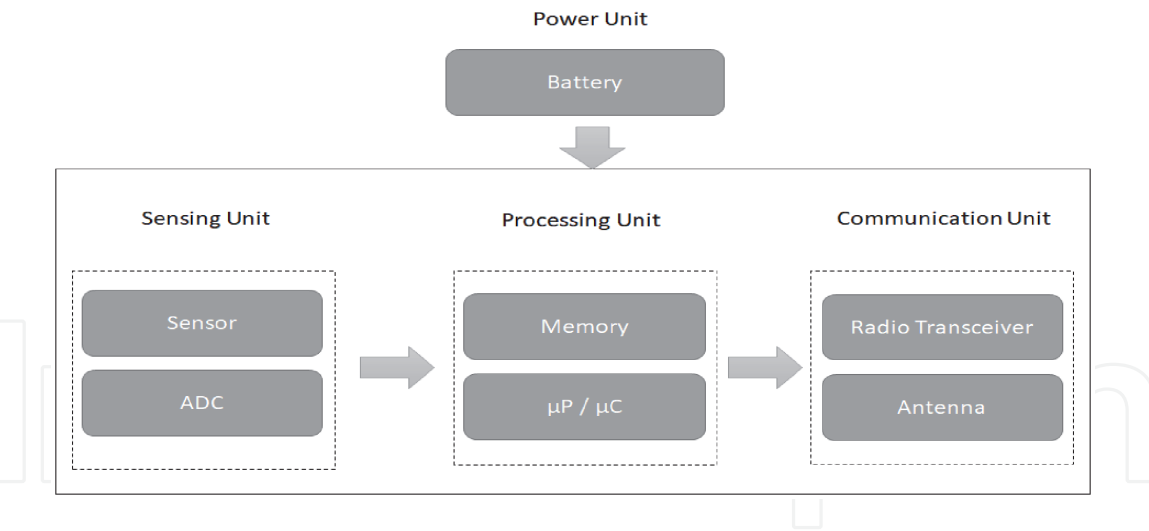 Power Unit
Battery
Sensing Unit
Processing Unit
Communication Unit
Sensor
Memory
Radio Transceiver
ADC
µP / µC
Antenna